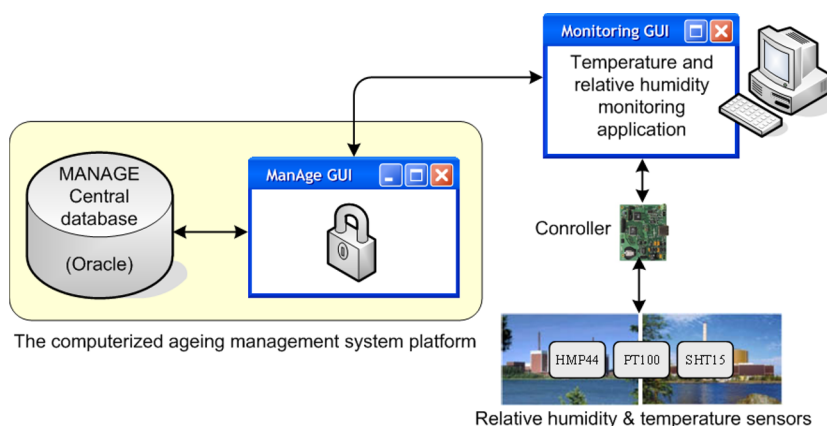 Monitoring GUI
Temperature and
relative humidity
monitoring
application
ManAge GUI
MANAGE
Central
database
(Oracle)
Conroller
The computerized ageing management system platform
HMP44
PT100
SHT15
Relative humidity & temperature sensors